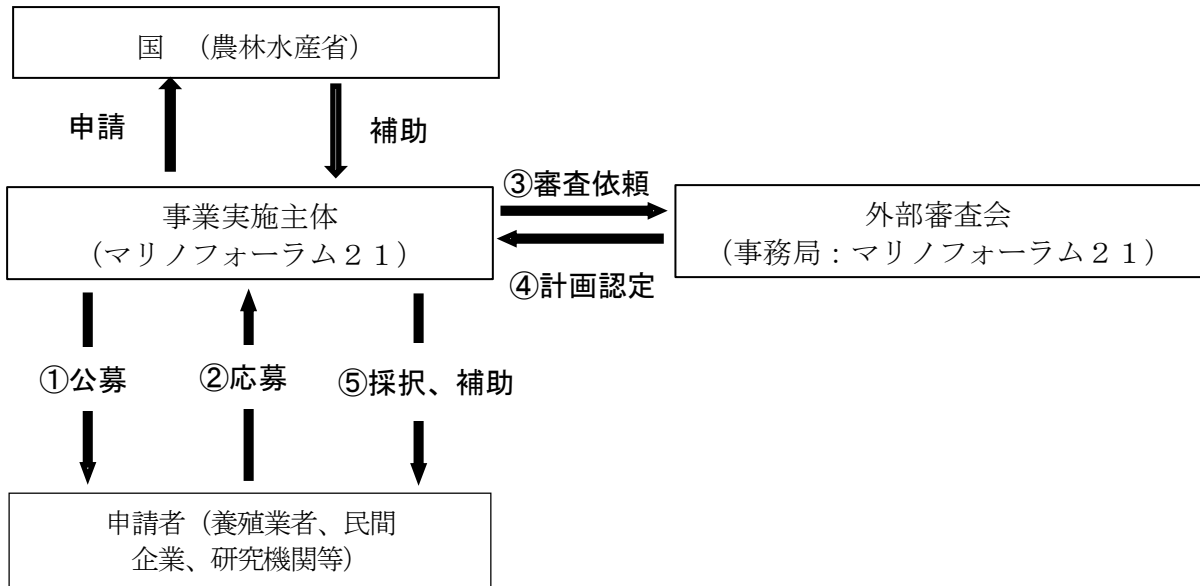 国　（農林水産省）
申請
補助
③審査依頼
事業実施主体
（マリノフォーラム２１）
外部審査会
（事務局：マリノフォーラム２１）
④計画認定
①公募
②応募
⑤採択、補助
申請者（養殖業者、民間
企業、研究機関等）